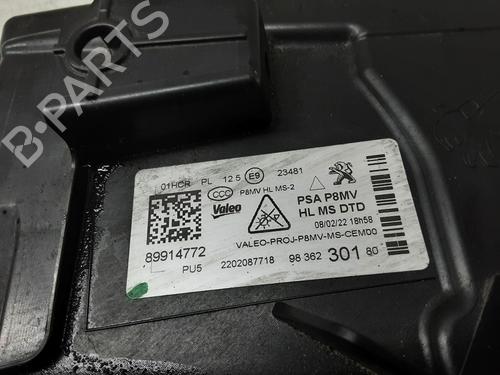 B-PARTS
01HCR PL 12.5 E9 23481
CCC P8MV HL MS-2
Valeo
PSA P8MV
HL MS DTD
08/02/22 18h58
VALEO-PROJ-P8MV-MS-CEM00
89914772
PU5
2202087718
98 362 301 80